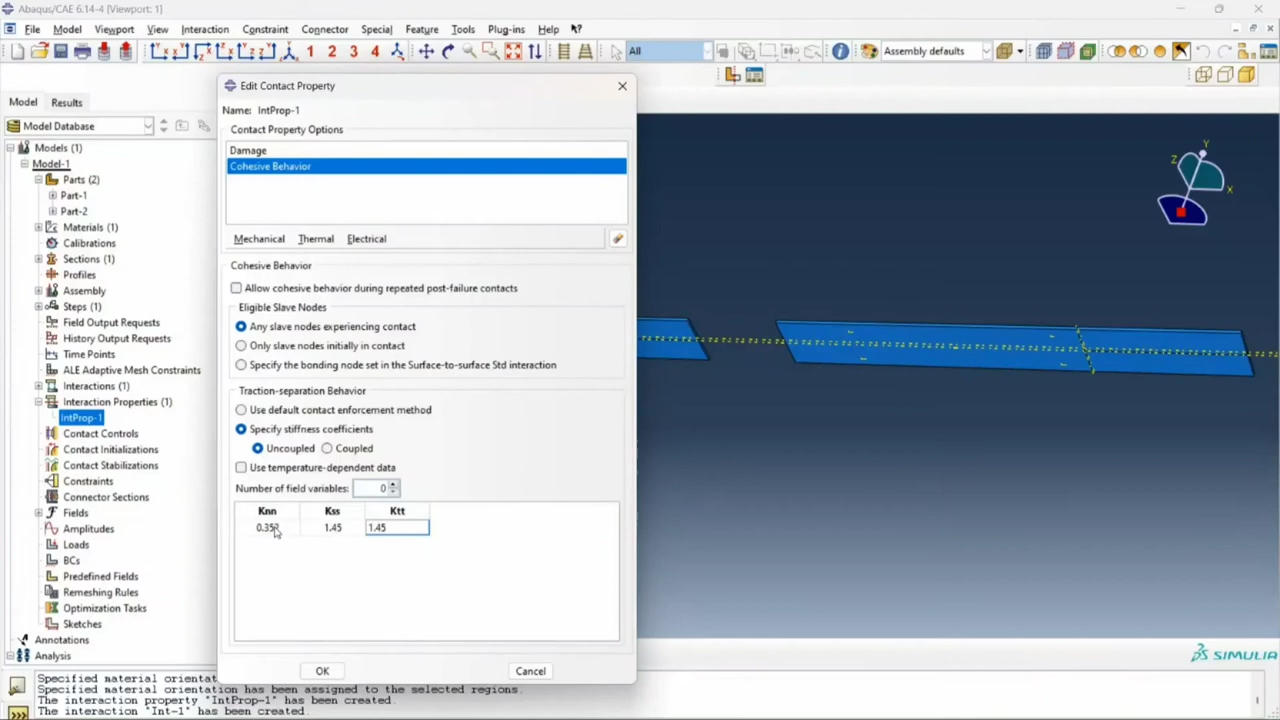 Abaqus/CAE 6.14-4 [Viewport: 1]
File Model Viewport View Interaction Constraint Connector Special Feature Tools Plug-ins Help
1 2 3 4 All Assembly defaults
Edit Contact Property
Name: IntProp-1
Contact Property Options
Damage
Cohesive Behavior
Mechanical Thermal Electrical
Cohesive Behavior
Allow cohesive behavior during repeated post-failure contacts
Eligible Slave Nodes
Any slave nodes experiencing contact
Only slave nodes initially in contact
Specify the bonding node set in the Surface-to-surface Std interaction
Traction-separation Behavior
Use default contact enforcement method
Specify stiffness coefficients
Uncoupled Coupled
Use temperature-dependent data
Number of field variables: 0
Knn Kss Ktt
1.45 1.45
OK Cancel
Model Results
Model Database
Models (1)
Model-1
Parts (2)
Part-1
Part-2
Materials (1)
Calibrations
Sections (1)
Profiles
Assembly
Steps (1)
Field Output Requests
History Output Requests
Time Points
ALE Adaptive Mesh Constraints
Interactions (1)
Interaction Properties (1)
IntProp-1
Contact Controls
Contact Initializations
Contact Stabilizations
Constraints
Connector Sections
Fields
Amplitudes
Loads
BCs
Predefined Fields
Remeshing Rules
Optimization Tasks
Sketches
Annotations
Analysis
Y
Z
X
SIMULIA
Specified material orientat
Specified material orientation has been assigned to the selected regions.
The interaction property "IntProp-1" has been created.
The interaction "Int-1" has been created.